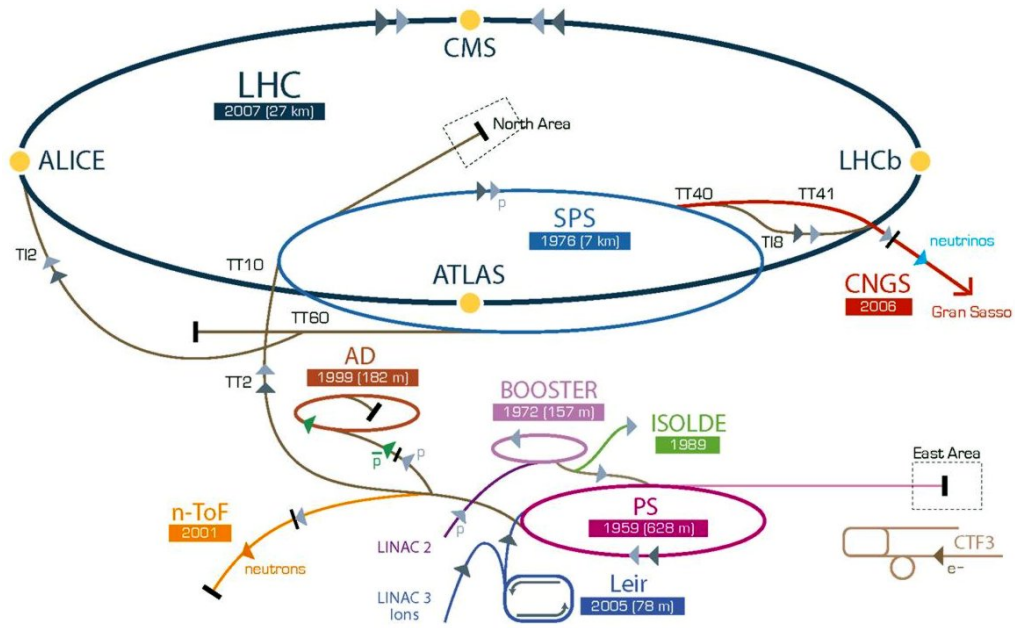 CMS
LHC
2007 (27 km)
North Area
ALICE
LHCb
TT40
TT41
SPS
1976 (7 km)
TI8
neutrinos
TI2
TT10
ATLAS
CNGS
2006
Gran Sasso
TT60
p
AD
1999 (182 m)
TT2
BOOSTER
1972 (157 m)
ISOLDE
1989
p̅
p
East Area
n-ToF
2001
PS
1959 (628 m)
p
LINAC 2
neutrons
CTF3
e-
LINAC 3
Ions
Leir
2005 (78 m)